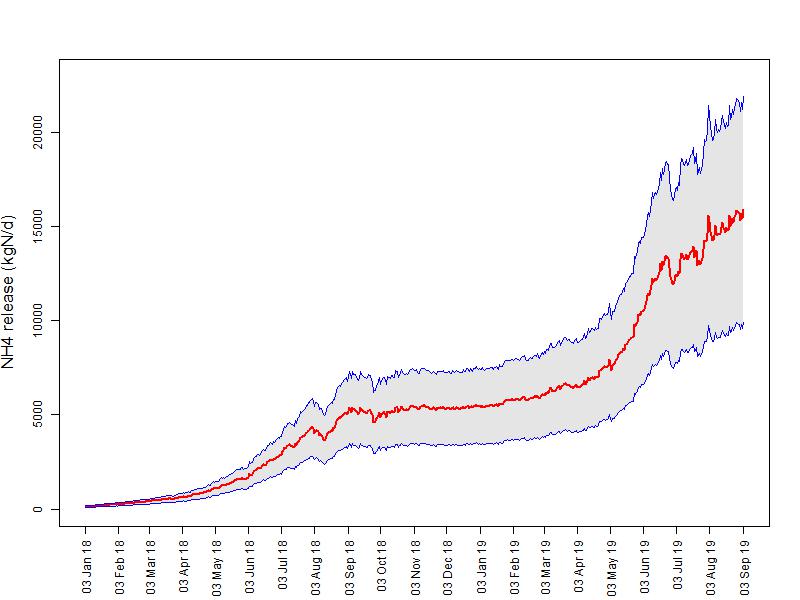 NH4 release (kgN/d)
20000
15000
10000
5000
0
03 Jan 18
03 Feb 18
03 Mar 18
03 Apr 18
03 May 18
03 Jun 18
03 Jul 18
03 Aug 18
03 Sep 18
03 Oct 18
03 Nov 18
03 Dec 18
03 Jan 19
03 Feb 19
03 Mar 19
03 Apr 19
03 May 19
03 Jun 19
03 Jul 19
03 Aug 19
03 Sep 19